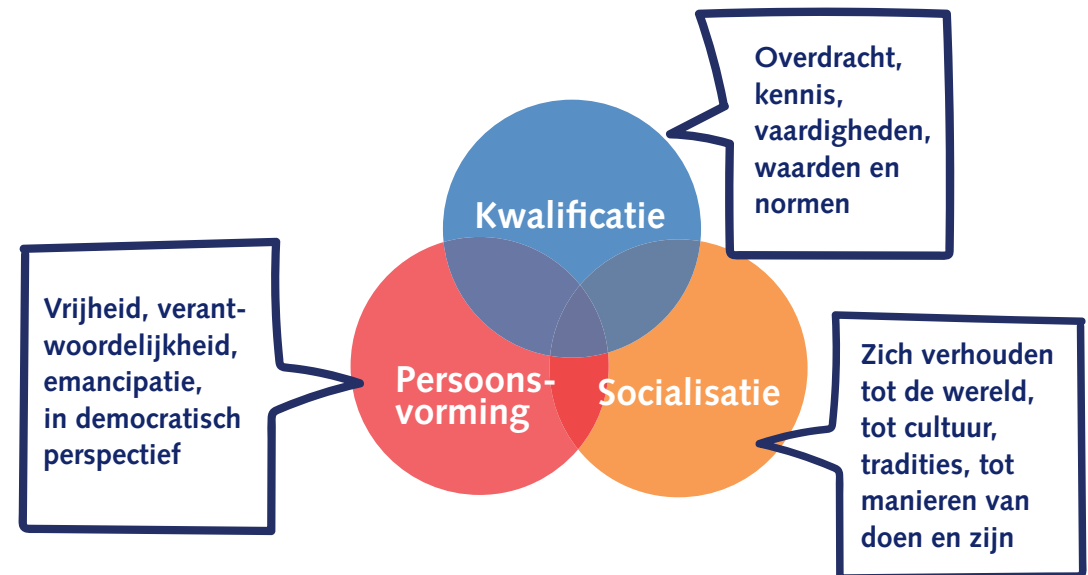 Overdracht,
kennis,
vaardigheden,
waarden en
normen
Kwalificatie
Vrijheid, verant-
woordelijkheid,
emancipatie,
in democratisch
perspectief
Persoons-
vorming
Socialisatie
Zich verhouden
tot de wereld,
tot cultuur,
tradities, tot
manieren van
doen en zijn